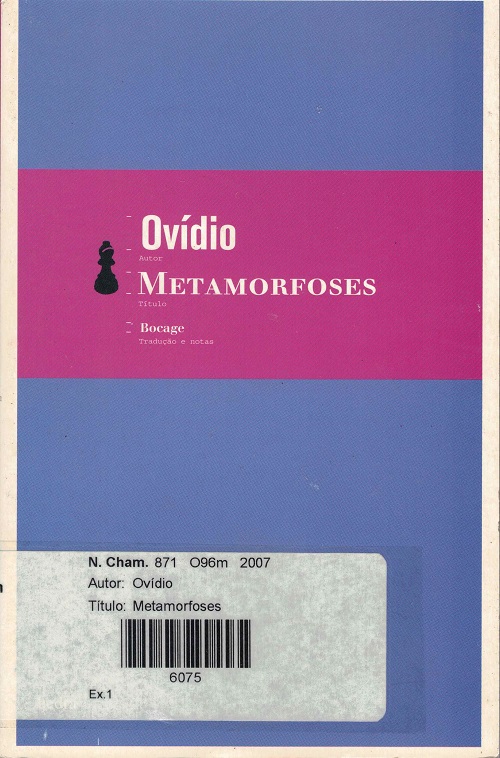 Ovídio
Autor
METAMORFOSES
Título
Bocage
Tradução e notas
N. Cham. 871 O96m 2007
Autor: Ovídio
Título: Metamorfoses
6075
Ex.1